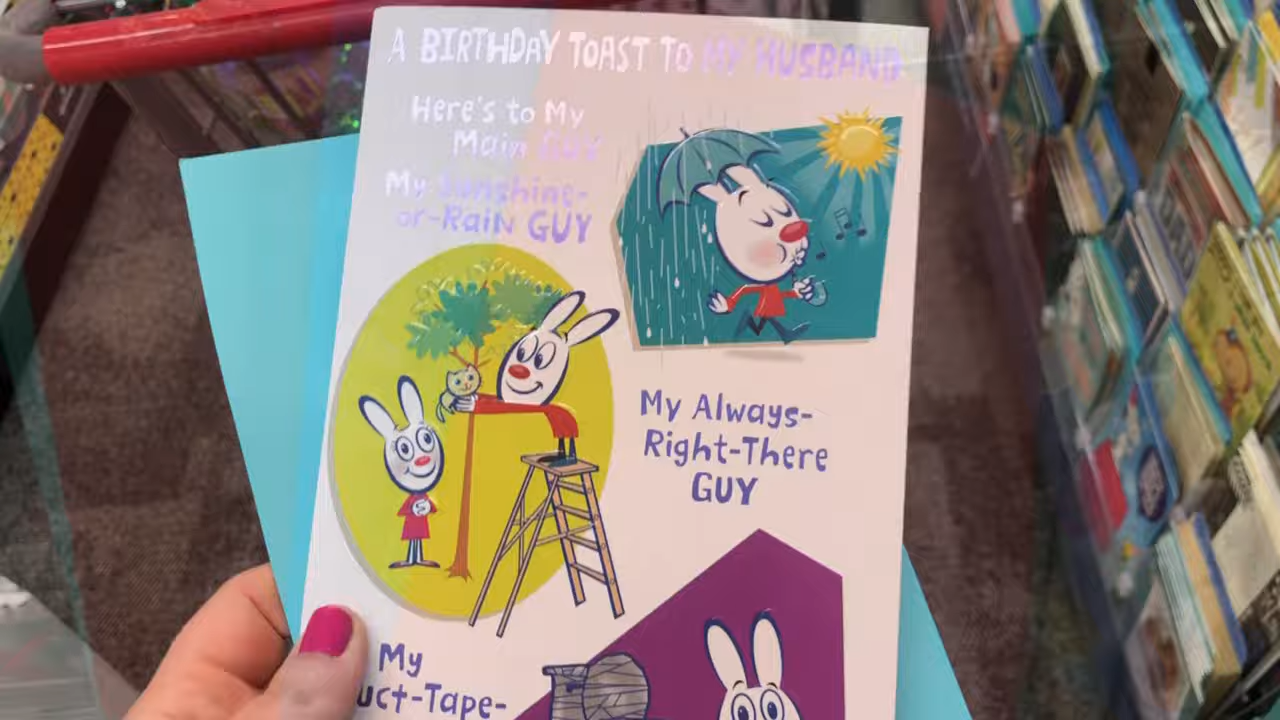 A BIRTHDAY TOAST TO MY HUSBAND
Here's to My
Main GUY
My Sunshine-
or-Rain GUY
My Always-
Right-There
GUY
My
uct-Tape-